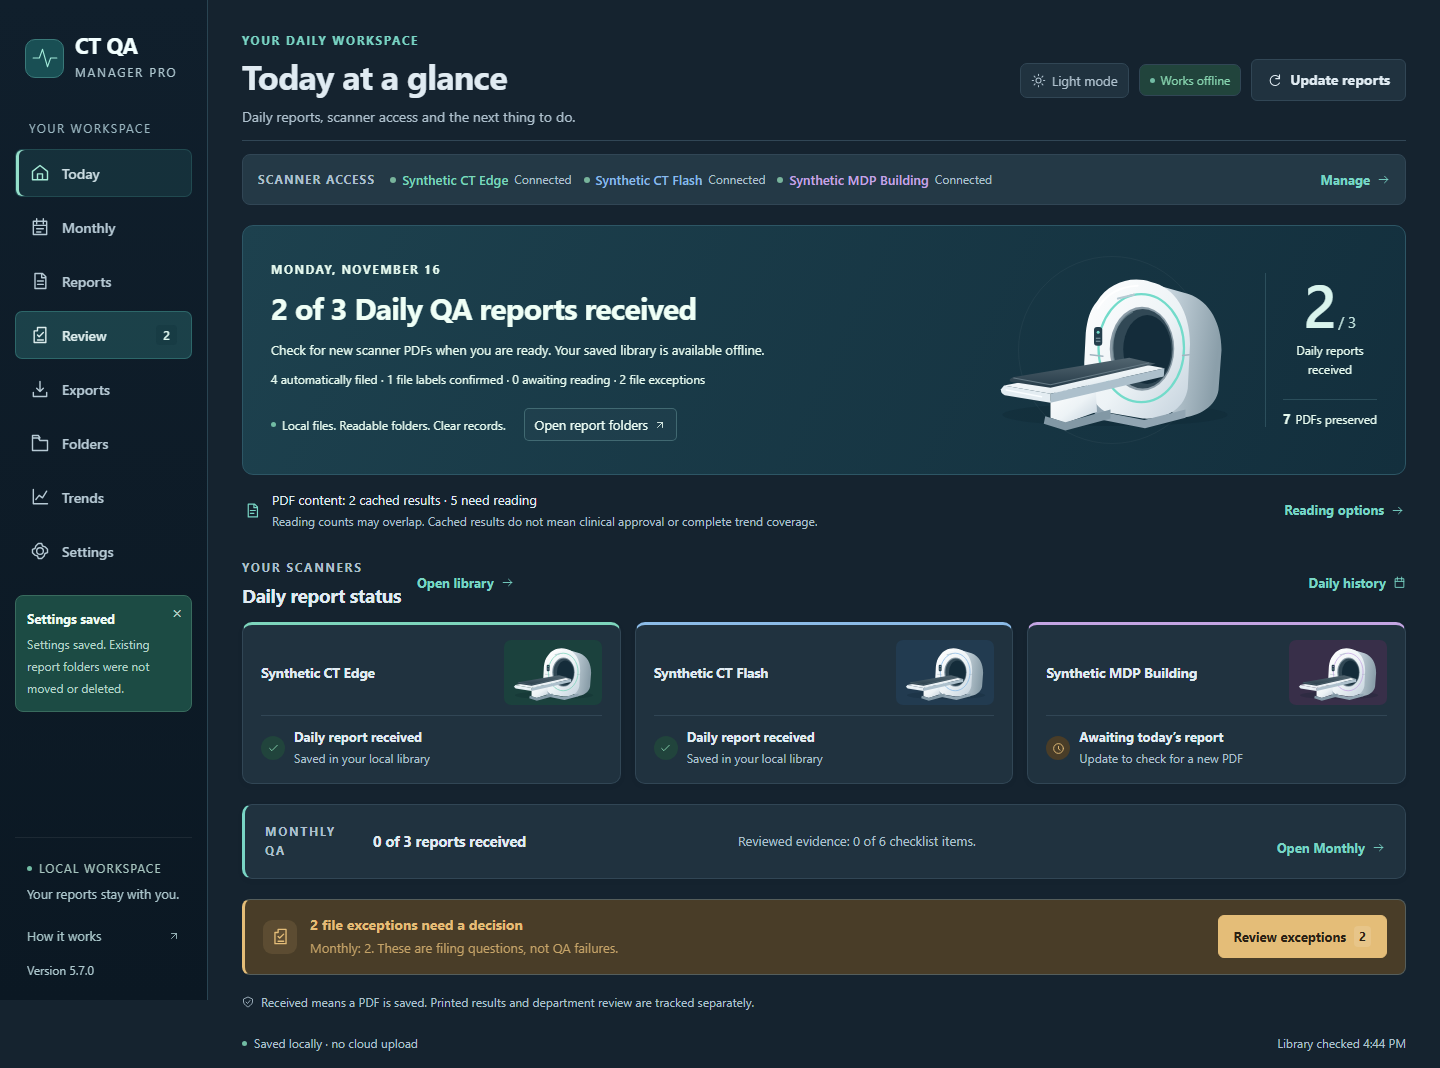 CT QA
MANAGER PRO
YOUR WORKSPACE
Today
Monthly
Reports
Review 2
Exports
Folders
Trends
Settings
Settings saved ×
Settings saved. Existing
report folders were not
moved or deleted.
LOCAL WORKSPACE
Your reports stay with you.
How it works
Version 5.7.0
YOUR DAILY WORKSPACE
Today at a glance
Daily reports, scanner access and the next thing to do.
Light mode
Works offline
Update reports
SCANNER ACCESS Synthetic CT Edge Connected Synthetic CT Flash Connected Synthetic MDP Building Connected Manage →
MONDAY, NOVEMBER 16
2 of 3 Daily QA reports received
Check for new scanner PDFs when you are ready. Your saved library is available offline.
4 automatically filed · 1 file labels confirmed · 0 awaiting reading · 2 file exceptions
Local files. Readable folders. Clear records.
Open report folders
2 / 3
Daily reports
received
7 PDFs preserved
PDF content: 2 cached results · 5 need reading
Reading counts may overlap. Cached results do not mean clinical approval or complete trend coverage.
Reading options →
YOUR SCANNERS
Daily report status
Open library →
Daily history
Synthetic CT Edge
Daily report received
Saved in your local library
Synthetic CT Flash
Daily report received
Saved in your local library
Synthetic MDP Building
Awaiting today’s report
Update to check for a new PDF
MONTHLY
QA
0 of 3 reports received
Reviewed evidence: 0 of 6 checklist items.
Open Monthly →
2 file exceptions need a decision
Monthly: 2. These are filing questions, not QA failures.
Review exceptions 2
Received means a PDF is saved. Printed results and department review are tracked separately.
Saved locally · no cloud upload
Library checked 4:44 PM